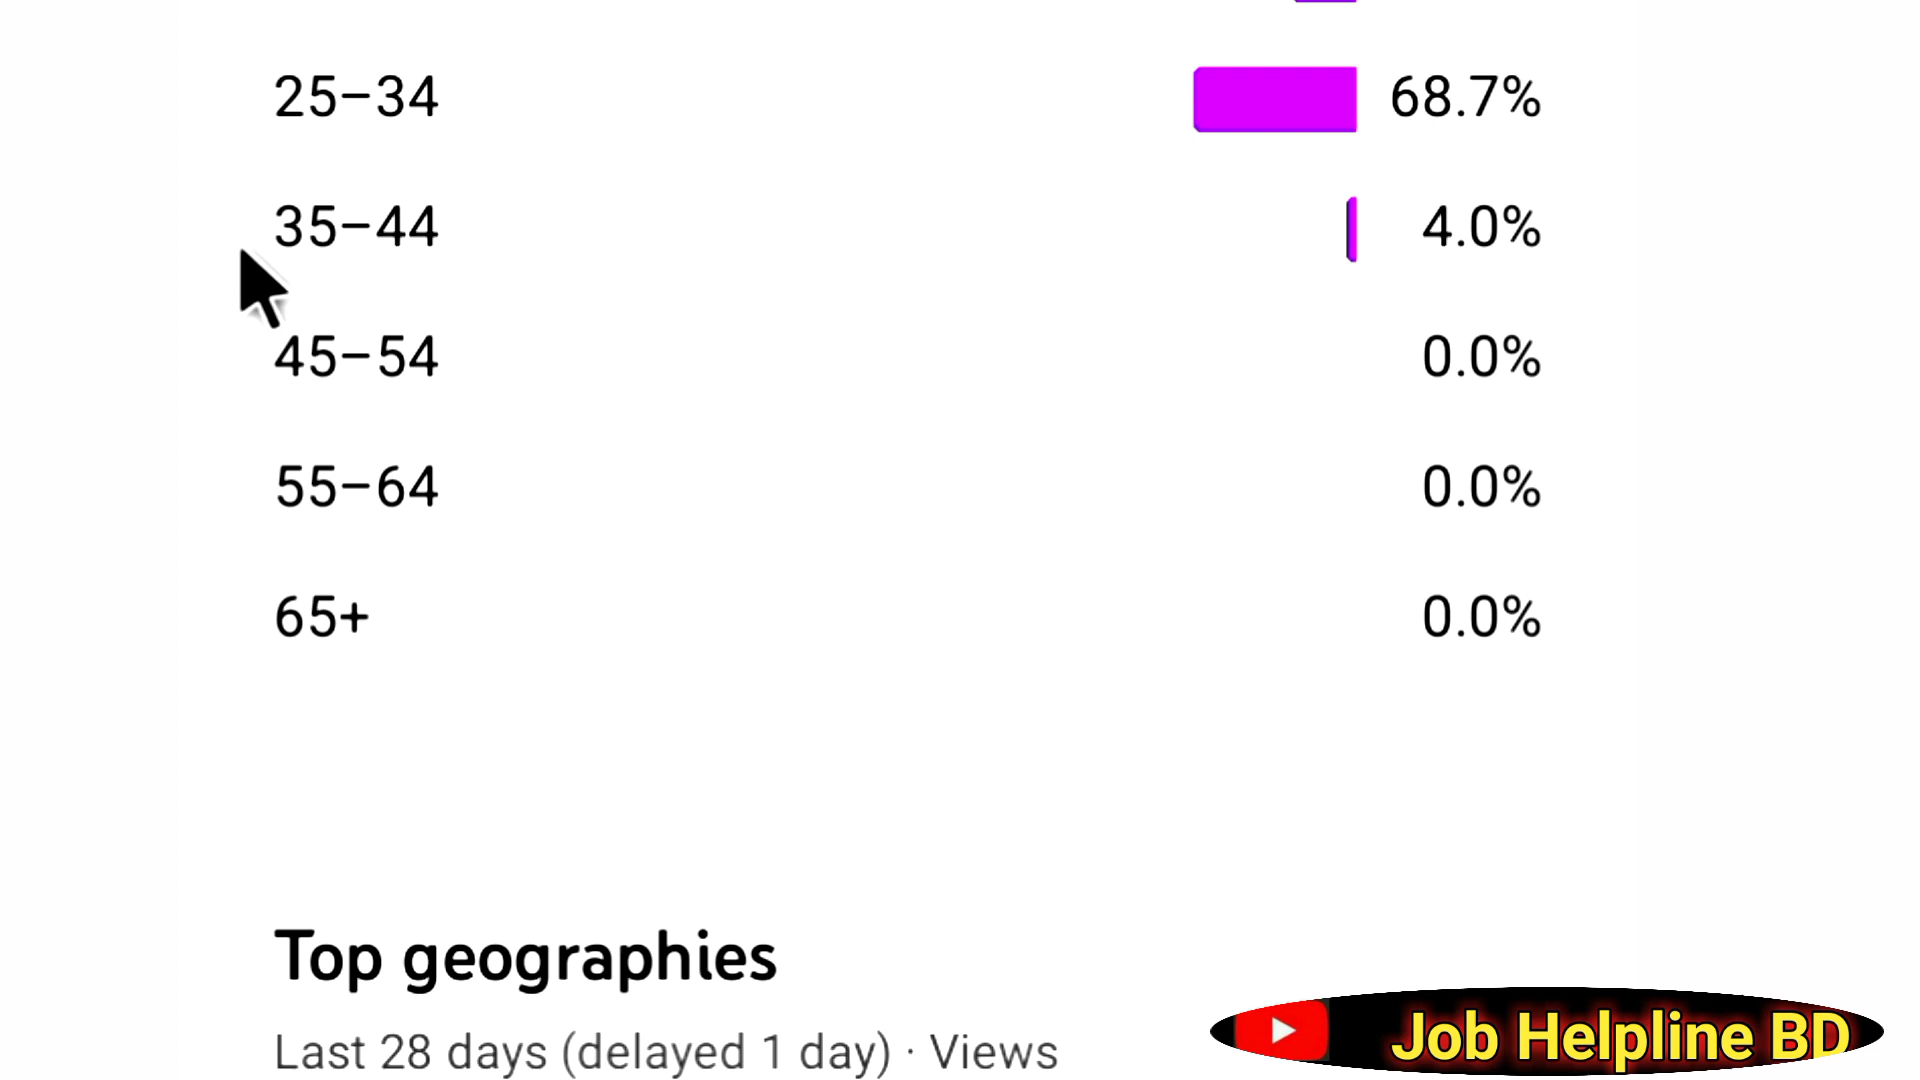 25–34 68.7%
35–44 4.0%
45–54 0.0%
55–64 0.0%
65+ 0.0%
Top geographies
Last 28 days (delayed 1 day) · Views
Job Helpline BD